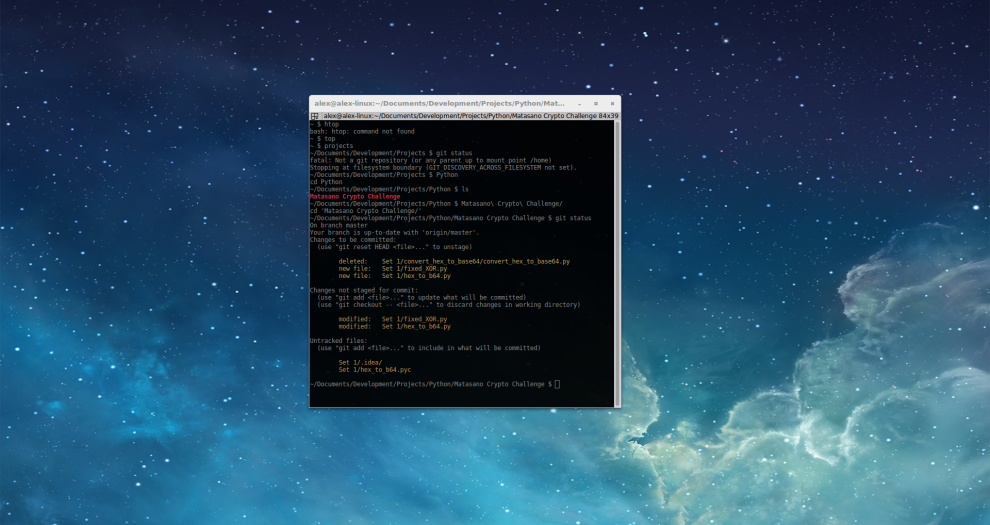 alex@alex-linux:~/Documents/Development/Projects/Python/Mat...
alex@alex-linux:~/Documents/Development/Projects/Python/Matasano Crypto Challenge 84x39
~ $ htop
bash: htop: command not found
~ $ top
~ $ projects
~/Documents/Development/Projects $ git status
fatal: Not a git repository (or any parent up to mount point /home)
Stopping at filesystem boundary (GIT_DISCOVERY_ACROSS_FILESYSTEM not set).
~/Documents/Development/Projects $ Python
cd Python
~/Documents/Development/Projects/Python $ ls
Matasano Crypto Challenge
~/Documents/Development/Projects/Python $ Matasano\ Crypto\ Challenge/
cd 'Matasano Crypto Challenge/'
~/Documents/Development/Projects/Python/Matasano Crypto Challenge $ git status
On branch master
Your branch is up-to-date with 'origin/master'.
Changes to be committed:
  (use "git reset HEAD <file>..." to unstage)
        deleted:    Set 1/convert_hex_to_base64/convert_hex_to_base64.py
        new file:   Set 1/fixed_XOR.py
        new file:   Set 1/hex_to_b64.py
Changes not staged for commit:
  (use "git add <file>..." to update what will be committed)
  (use "git checkout -- <file>..." to discard changes in working directory)
        modified:   Set 1/fixed_XOR.py
        modified:   Set 1/hex_to_b64.py
Untracked files:
  (use "git add <file>..." to include in what will be committed)
        Set 1/.idea/
        Set 1/hex_to_b64.pyc
~/Documents/Development/Projects/Python/Matasano Crypto Challenge $